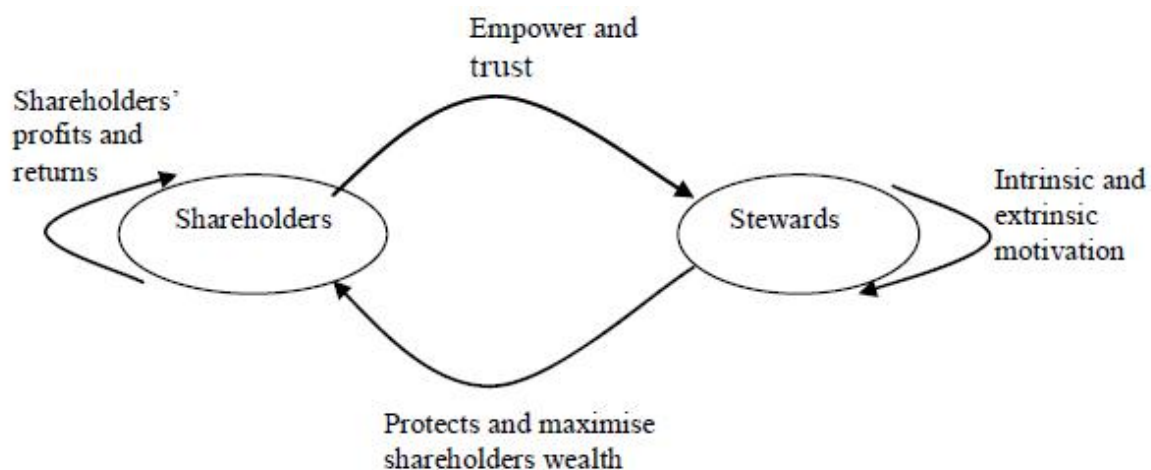 Empower and
trust
Shareholders’
profits and
returns
Shareholders
Stewards
Intrinsic and
extrinsic
motivation
Protects and maximise
shareholders wealth